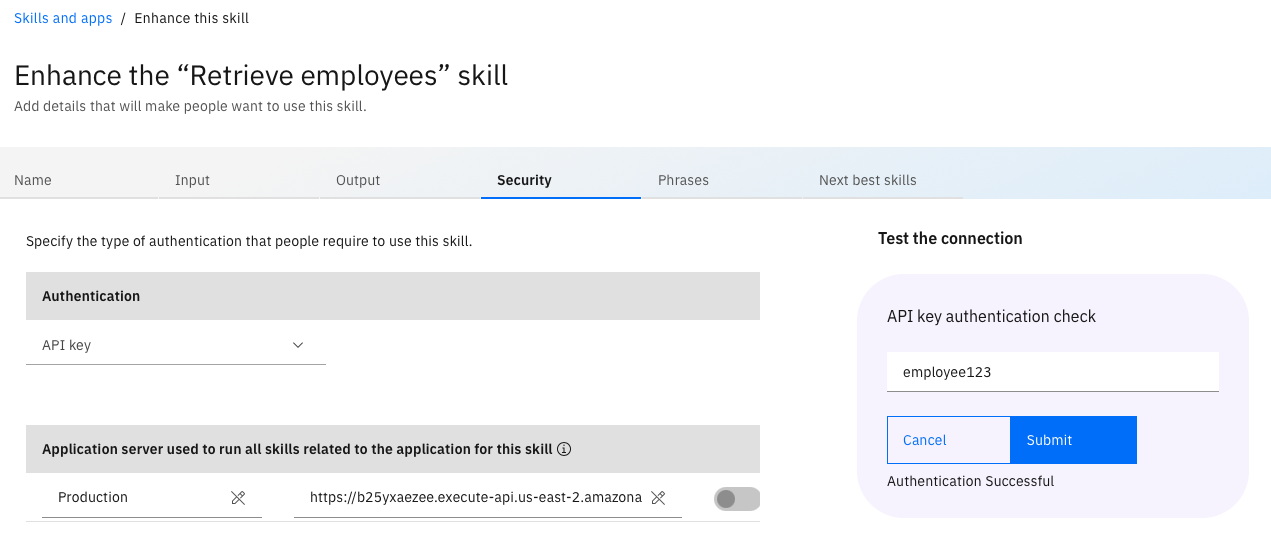 Skills and apps / Enhance this skill
Enhance the “Retrieve employees” skill
Add details that will make people want to use this skill.
Name Input Output Security Phrases Next best skills
Specify the type of authentication that people require to use this skill.
Authentication
API key
Application server used to run all skills related to the application for this skill
Production https://b25yxaezee.execute-api.us-east-2.amazona
Test the connection
API key authentication check
employee123
Cancel Submit
Authentication Successful